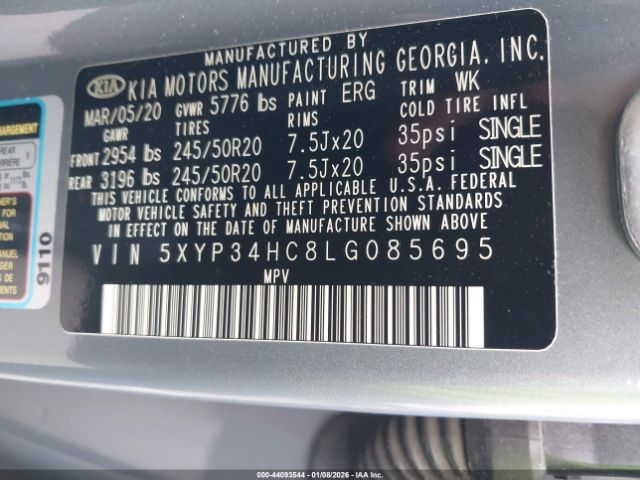 MANUFACTURED BY
KIA KIA MOTORS MANUFACTURING GEORGIA, INC.
MAR/05/20 GVWR 5776 lbs PAINT ERG TRIM WK
GAWR TIRES RIMS COLD TIRE INFL
FRONT 2954 lbs 245/50R20 7.5Jx20 35psi SINGLE
REAR 3196 lbs 245/50R20 7.5Jx20 35psi SINGLE
THIS VEHICLE CONFORMS TO ALL APPLICABLE U.S.A. FEDERAL
MOTOR VEHICLE SAFETY AND THEFT PREVENTION STANDARDS
IN EFFECT ON THE DATE OF MANUFACTURE SHOWN ABOVE.
VIN 5XYP34HC8LG085695
MPV
REAR 5
9110
000-44093544 | 01/08/2026 | IAA Inc.